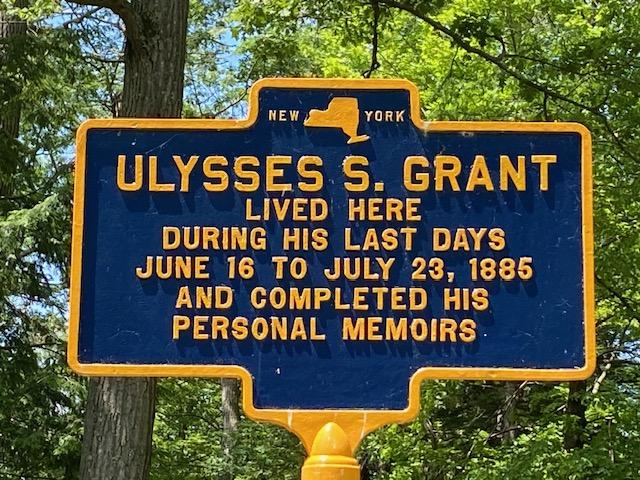 NEW YORK
ULYSSES S. GRANT
LIVED HERE
DURING HIS LAST DAYS
JUNE 16 TO JULY 23, 1885
AND COMPLETED HIS
PERSONAL MEMOIRS